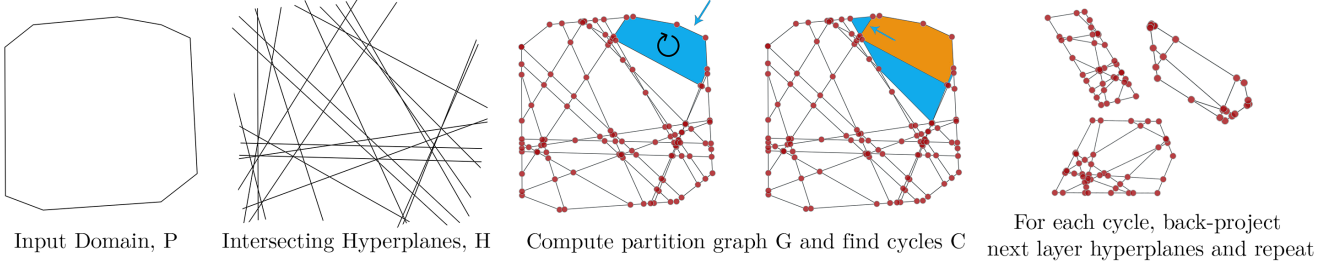 Input Domain, P
Intersecting Hyperplanes, H
Compute partition graph G and find cycles C
For each cycle, back-project
next layer hyperplanes and repeat